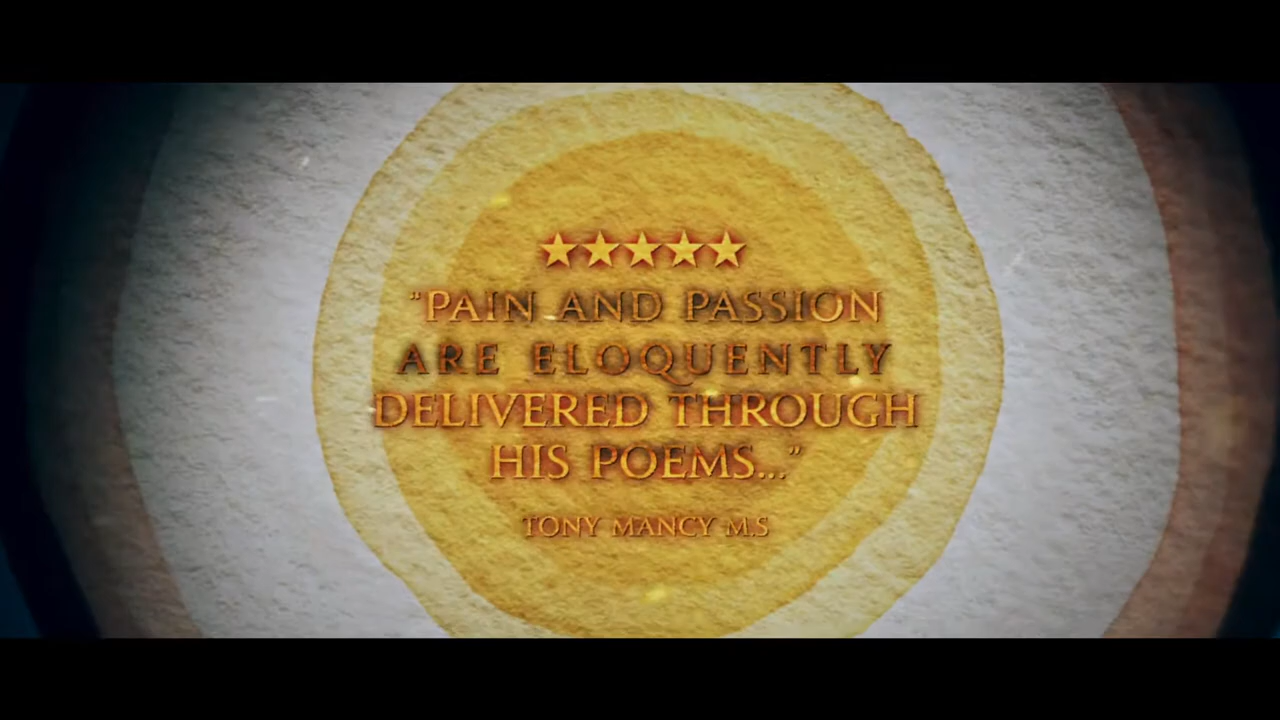 ★★★★★
"PAIN AND PASSION
ARE ELOQUENTLY
DELIVERED THROUGH
HIS POEMS..."
TONY MANCY M.S